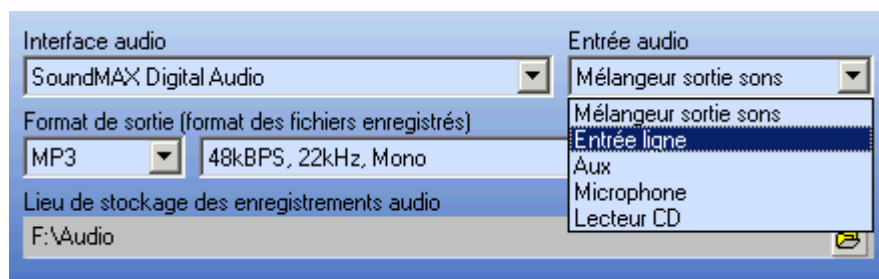 Interface audio
Entrée audio
SoundMAX Digital Audio
Mélangeur sortie sons
Format de sortie (format des fichiers enregistrés)
MP3
48kBPS, 22kHz, Mono
Mélangeur sortie sons
Entrée ligne
Aux
Microphone
Lecteur CD
Lieu de stockage des enregistrements audio
F:\Audio